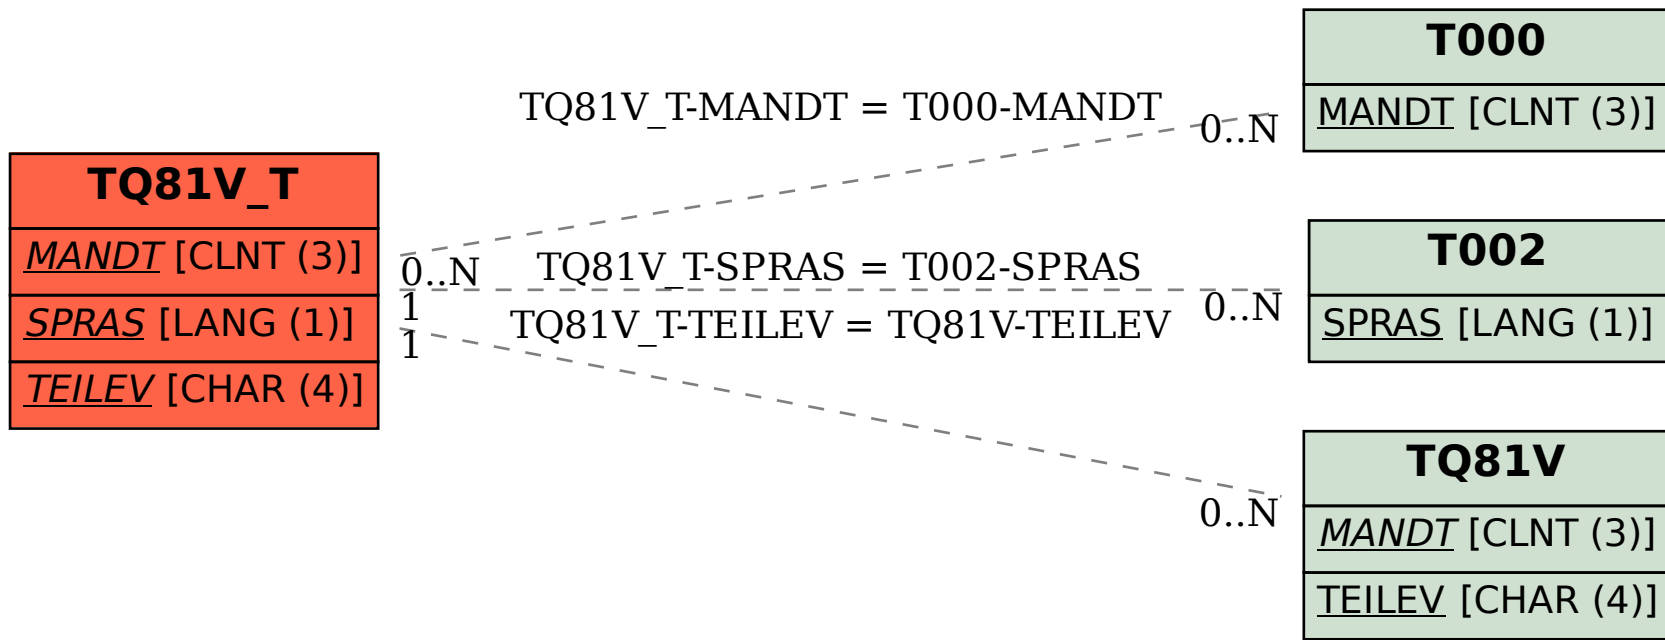 TQ81V_T
MANDT [CLNT (3)]
SPRAS [LANG (1)]
TEILEV [CHAR (4)]
TQ81V_T-MANDT = T000-MANDT
0..N
0..N
TQ81V_T-SPRAS = T002-SPRAS
1
0..N
TQ81V_T-TEILEV = TQ81V-TEILEV
1
0..N
T000
MANDT [CLNT (3)]
T002
SPRAS [LANG (1)]
TQ81V
MANDT [CLNT (3)]
TEILEV [CHAR (4)]